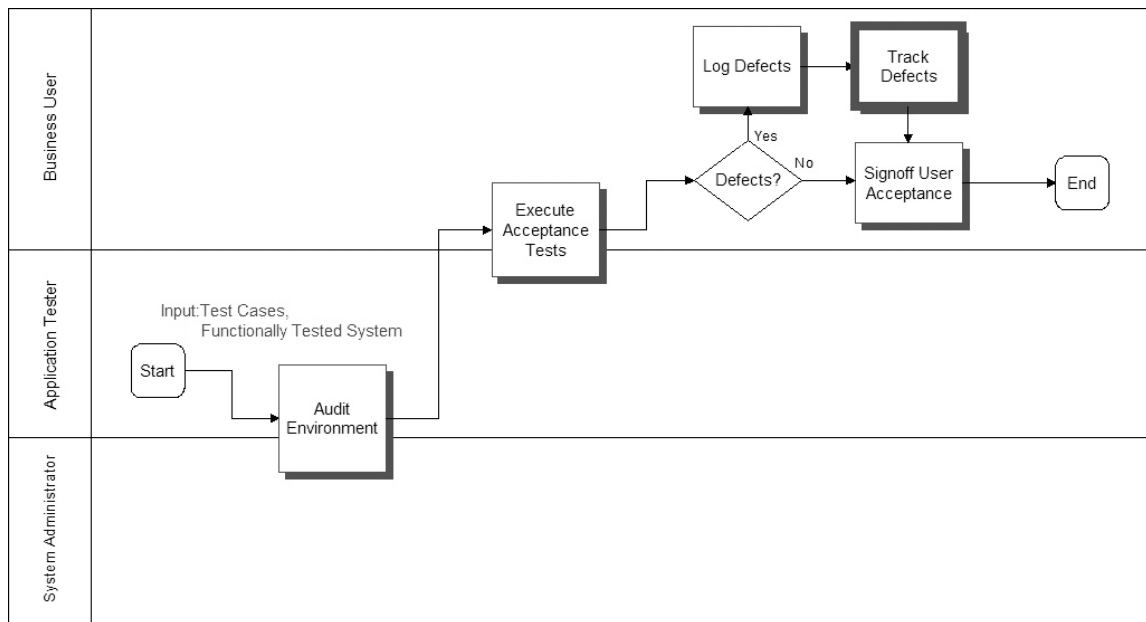 Business User
Log Defects
Track
Defects
Yes
Defects?
No
Signoff User
Acceptance
End
Execute
Acceptance
Tests
Application Tester
Input:Test Cases,
Functionally Tested System
Start
Audit
Environment
System Administrator